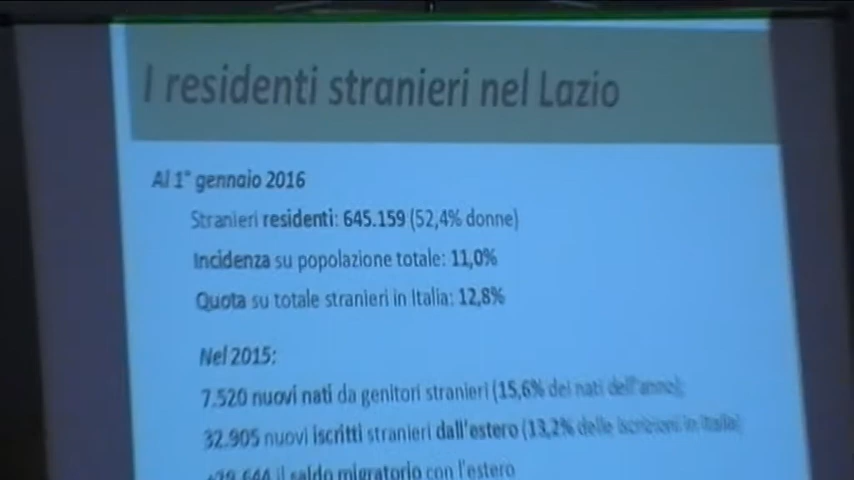 I residenti stranieri nel Lazio
Al 1° gennaio 2016
Stranieri residenti: 645.159 (52,4% donne)
Incidenza su popolazione totale: 11,0%
Quota su totale stranieri in Italia: 12,8%
Nel 2015:
7.520 nuovi nati da genitori stranieri (15,6% dei nati dell'anno);
32.905 nuovi iscritti stranieri dall'estero (13,2% delle iscrizioni in Italia)
il saldo migratorio con l'estero